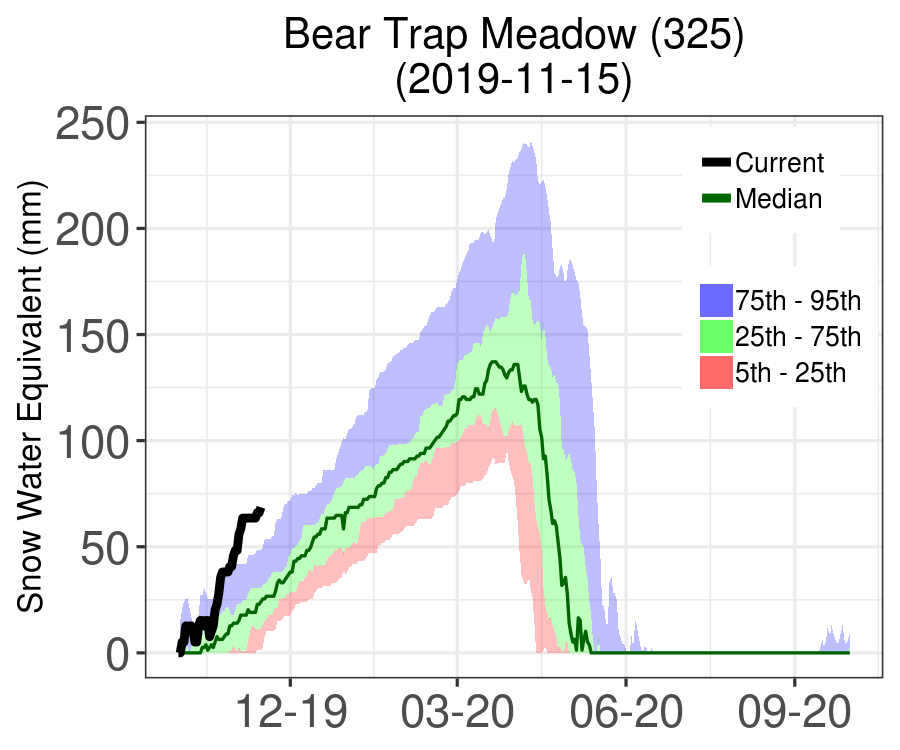 Bear Trap Meadow (325)
(2019-11-15)
Snow Water Equivalent (mm)
250
200
150
100
50
0
12-19
03-20
06-20
09-20
Current
Median
75th - 95th
25th - 75th
5th - 25th